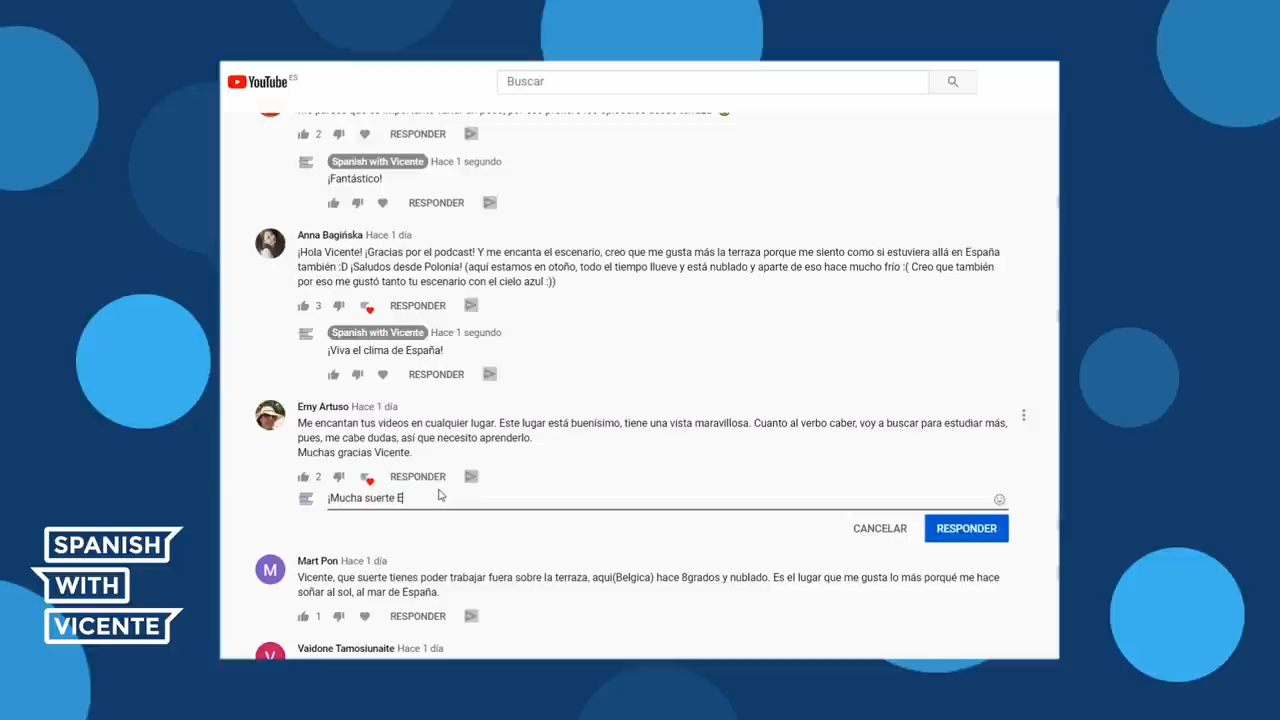 YouTube ES
Buscar
2 RESPONDER
Spanish with Vicente Hace 1 segundo
¡Fantástico!
RESPONDER
Anna Bagińska Hace 1 día
¡Hola Vicente! ¡Gracias por el podcast! Y me encanta el escenario, creo que me gusta más la terraza porque me siento como si estuviera allá en España
también :D ¡Saludos desde Polonia! (aquí estamos en otoño, todo el tiempo llueve y está nublado y aparte de eso hace mucho frío :( Creo que también
por eso me gustó tanto tu escenario con el cielo azul :))
3 RESPONDER
Spanish with Vicente Hace 1 segundo
¡Viva el clima de España!
RESPONDER
Erny Artuso Hace 1 día
Me encantan tus videos en cualquier lugar. Este lugar está buenísimo, tiene una vista maravillosa. Cuanto al verbo caber, voy a buscar para estudiar más,
pues, me cabe dudas, así que necesito aprenderlo.
Muchas gracias Vicente.
2 RESPONDER
¡Mucha suerte E
CANCELAR RESPONDER
M
Mart Pon Hace 1 día
Vicente, que suerte tienes poder trabajar fuera sobre la terraza, aqui(Belgica) hace 8grados y nublado. Es el lugar que me gusta lo más porqué me hace
soñar al sol, al mar de España.
1 RESPONDER
V
Vaidone Tamosiunaite Hace 1 día
SPANISH
WITH
VICENTE